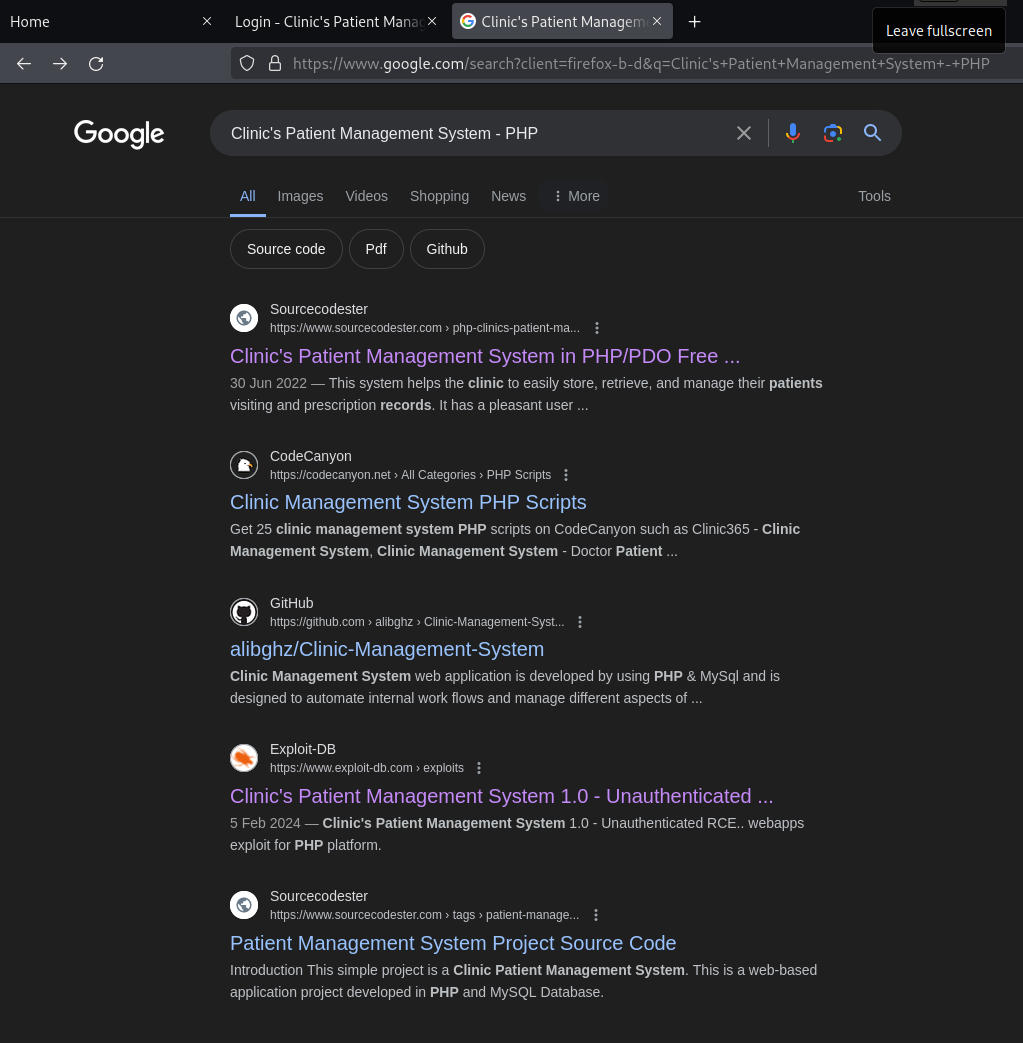 Home
Login - Clinic's Patient Manag
Clinic's Patient Managem
Leave fullscreen
https://www.google.com/search?client=firefox-b-d&q=Clinic's+Patient+Management+System+-+PHP
Google
Clinic's Patient Management System - PHP
All Images Videos Shopping News More Tools
Source code Pdf Github
Sourcecodester
https://www.sourcecodester.com › php-clinics-patient-ma...
Clinic's Patient Management System in PHP/PDO Free ...
30 Jun 2022 — This system helps the clinic to easily store, retrieve, and manage their patients
visiting and prescription records. It has a pleasant user ...
CodeCanyon
https://codecanyon.net › All Categories › PHP Scripts
Clinic Management System PHP Scripts
Get 25 clinic management system PHP scripts on CodeCanyon such as Clinic365 - Clinic
Management System, Clinic Management System - Doctor Patient ...
GitHub
https://github.com › alibghz › Clinic-Management-Syst...
alibghz/Clinic-Management-System
Clinic Management System web application is developed by using PHP & MySql and is
designed to automate internal work flows and manage different aspects of ...
Exploit-DB
https://www.exploit-db.com › exploits
Clinic's Patient Management System 1.0 - Unauthenticated ...
5 Feb 2024 — Clinic's Patient Management System 1.0 - Unauthenticated RCE.. webapps
exploit for PHP platform.
Sourcecodester
https://www.sourcecodester.com › tags › patient-manage...
Patient Management System Project Source Code
Introduction This simple project is a Clinic Patient Management System. This is a web-based
application project developed in PHP and MySQL Database.